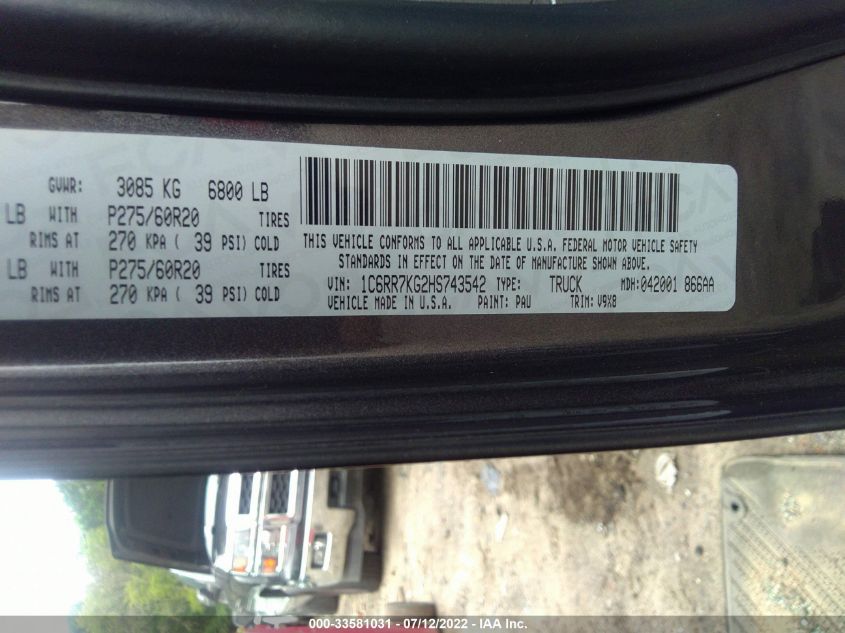 GVWR: 3085 KG 6800 LB
LB WITH P275/60R20 TIRES
RIMS AT 270 KPA ( 39 PSI) COLD
LB WITH P275/60R20 TIRES
RIMS AT 270 KPA ( 39 PSI) COLD
THIS VEHICLE CONFORMS TO ALL APPLICABLE U.S.A. FEDERAL MOTOR VEHICLE SAFETY
STANDARDS IN EFFECT ON THE DATE OF MANUFACTURE SHOWN ABOVE.
VIN: 1C6RR7KG2HS743542 TYPE: TRUCK MDH:042001 866AA
VEHICLE MADE IN U.S.A. PAINT: PAU TRIM: V9X8
000-33581031 - 07/12/2022 - IAA Inc.